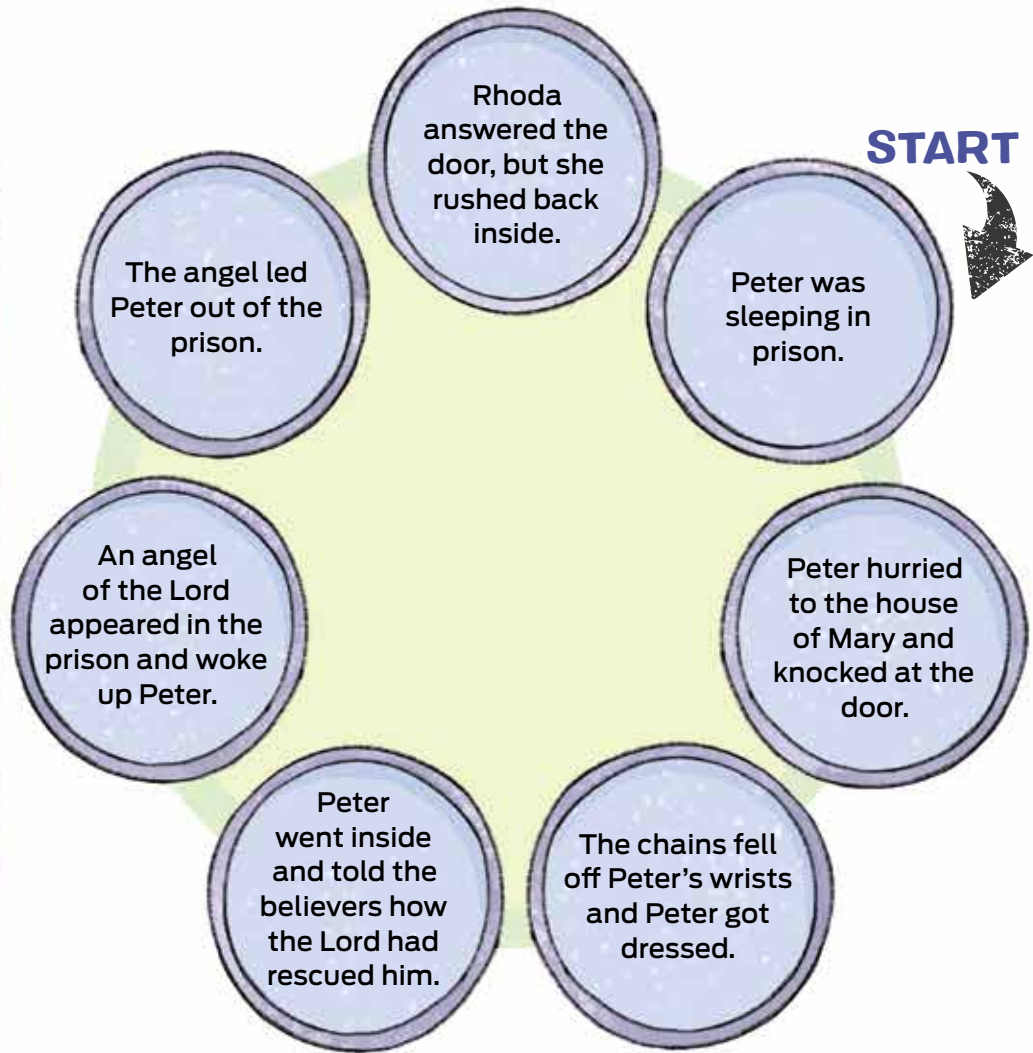 START
Rhoda
answered the
door, but she
rushed back
inside.
Peter was
sleeping in
prison.
Peter hurried
to the house
of Mary and
knocked at the
door.
The chains fell
off Peter’s wrists
and Peter got
dressed.
Peter
went inside
and told the
believers how
the Lord had
rescued him.
An angel
of the Lord
appeared in the
prison and woke
up Peter.
The angel led
Peter out of the
prison.